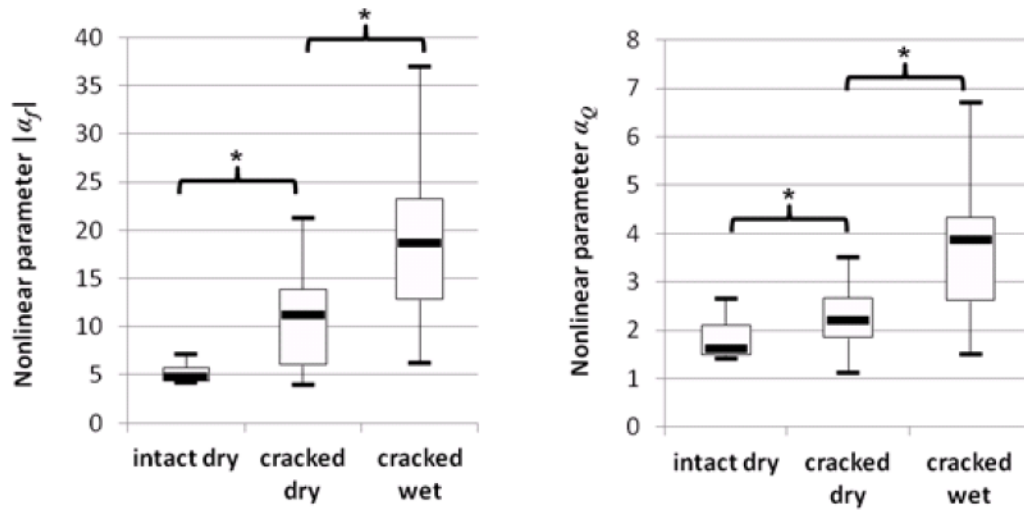 Nonlinear parameter |αf|
40
35
30
25
20
15
10
5
0
*
*
intact dry
cracked
dry
cracked
wet
Nonlinear parameter αQ
8
7
6
5
4
3
2
1
0
*
*
intact dry
cracked
dry
cracked
wet